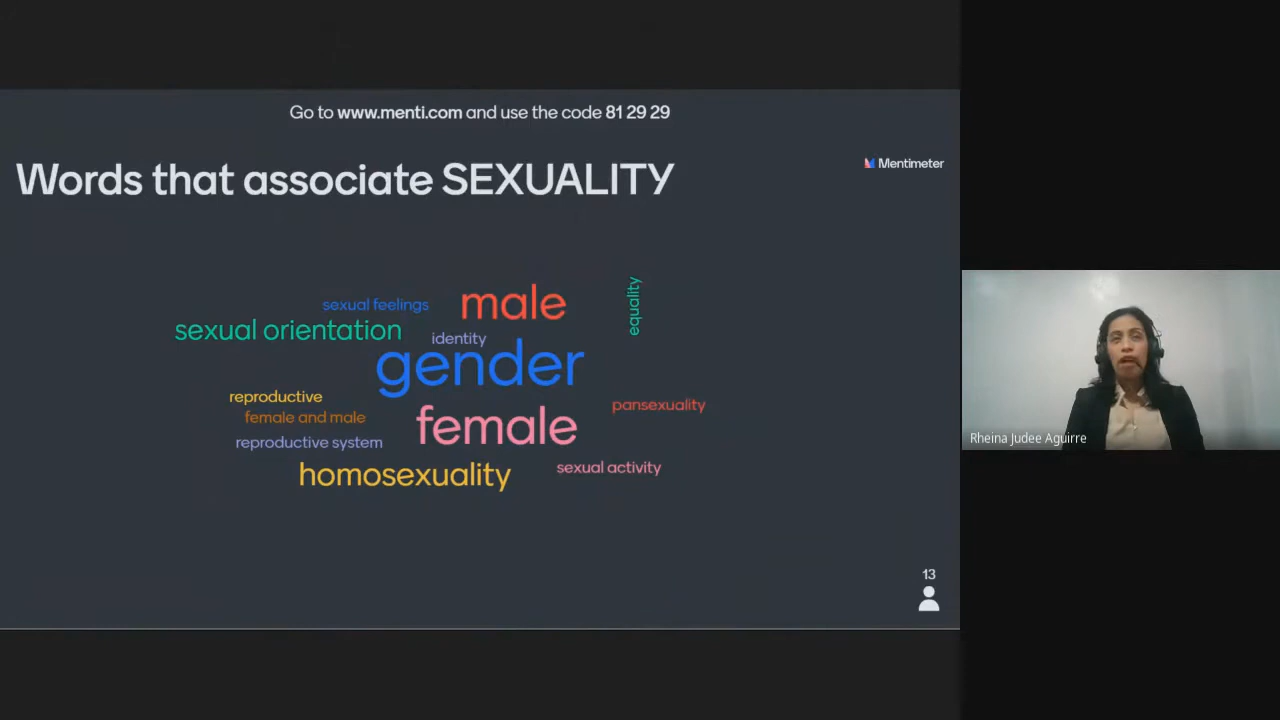 Go to www.menti.com and use the code 81 29 29
Words that associate SEXUALITY
Mentimeter
sexual feelings
male
equality
sexual orientation
identity
gender
reproductive
pansexuality
female and male
female
reproductive system
homosexuality
sexual activity
13
Rheina Judee Aguirre